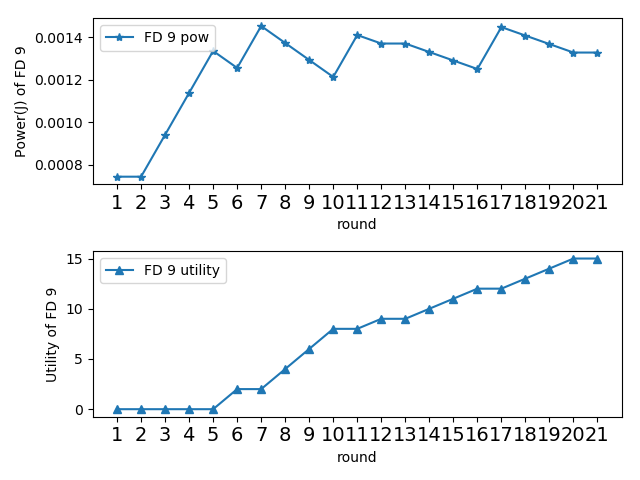 Power(J) of FD 9
FD 9 pow
0.0014
0.0012
0.0010
0.0008
1 2 3 4 5 6 7 8 9 10 11 12 13 14 15 16 17 18 19 20 21
round
Utility of FD 9
FD 9 utility
15
10
5
0
1 2 3 4 5 6 7 8 9 10 11 12 13 14 15 16 17 18 19 20 21
round